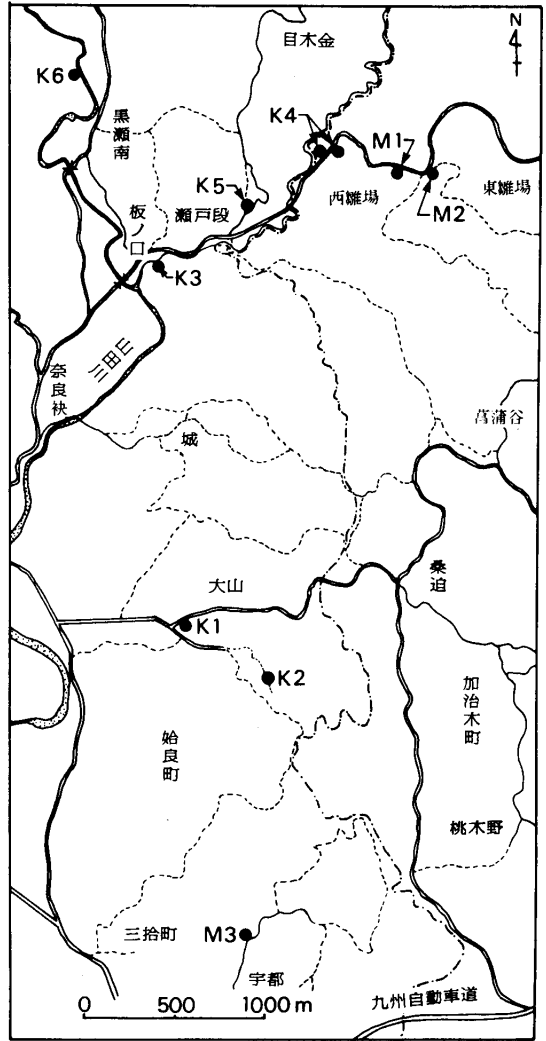 N
4
目木金
K6
黒瀬南
K4
M1
K5
瀬戸段
西雛場
東雛場
M2
板ノ口
K3
三田山
奈良袂
城
菖蒲谷
大山
桑迫
K1
K2
加治木町
姶良町
桃木野
三拾町
M3
宇都
九州自動車道
0 500 1000 m